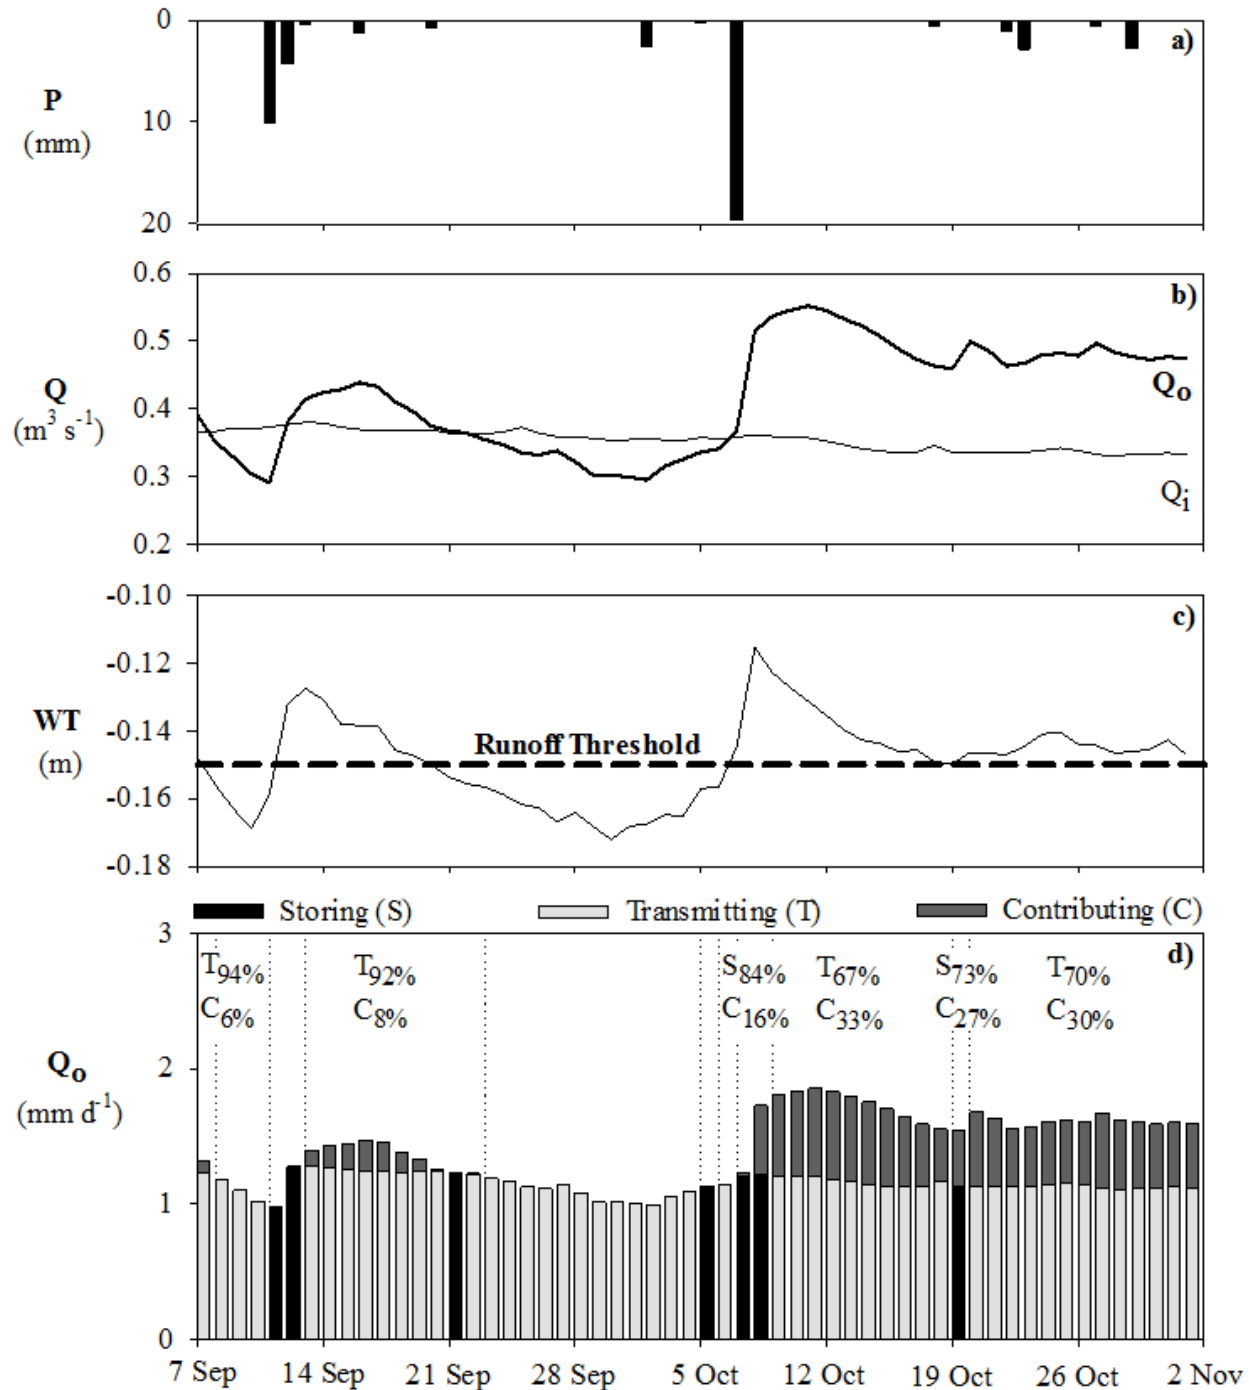 0
a)
P
10
(mm)
20
0.6
b)
0.5
Q
Qo
0.4
(m3 s-1)
0.3
Qi
0.2
-0.10
c)
-0.12
WT
-0.14
Runoff Threshold
(m)
-0.16
-0.18
Storing (S) Transmitting (T) Contributing (C)
3
d)
T94% T92% S84% T67% S73% T70%
C6% C8% C16% C33% C27% C30%
2
Qo
(mm d-1)
1
0
7 Sep 14 Sep 21 Sep 28 Sep 5 Oct 12 Oct 19 Oct 26 Oct 2 Nov